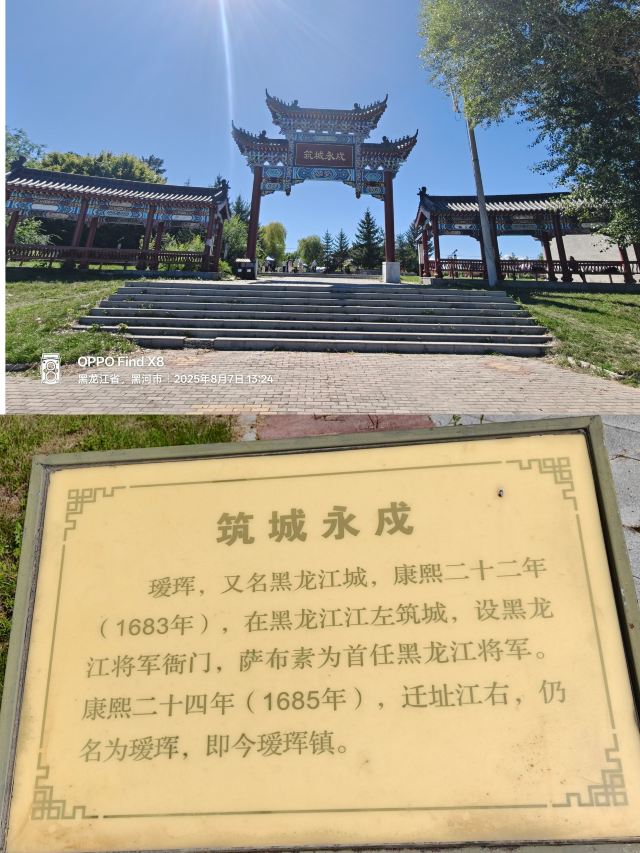 筑城永戍
OPPO Find X8
黑龙江省，黑河市 | 2025年8月7日 13:24
筑城永戍
瑷珲，又名黑龙江城，康熙二十二年
（1683年），在黑龙江江左筑城，设黑龙
江将军衙门，萨布素为首任黑龙江将军。
康熙二十四年（1685年），迁址江右，仍
名为瑷珲，即今瑷珲镇。